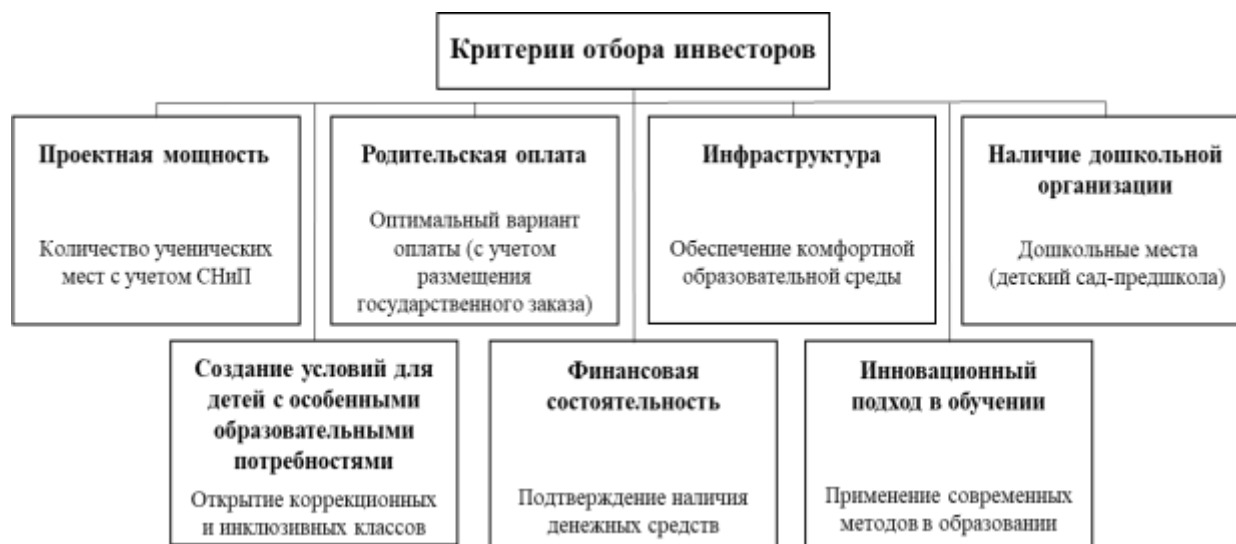 Критерии отбора инвесторов
Проектная мощность
Количество ученических
мест с учетом СНиП
Родительская оплата
Оптимальный вариант
оплаты (с учетом
размещения
государственного заказа)
Инфраструктура
Обеспечение комфортной
образовательной среды
Наличие дошкольной
организации
Дошкольные места
(детский сад-предшкола)
Создание условий для
детей с особенными
образовательными
потребностями
Открытие коррекционных
и инклюзивных классов
Финансовая
состоятельность
Подтверждение наличия
денежных средств
Инновационный
подход в обучении
Применение современных
методов в образовании